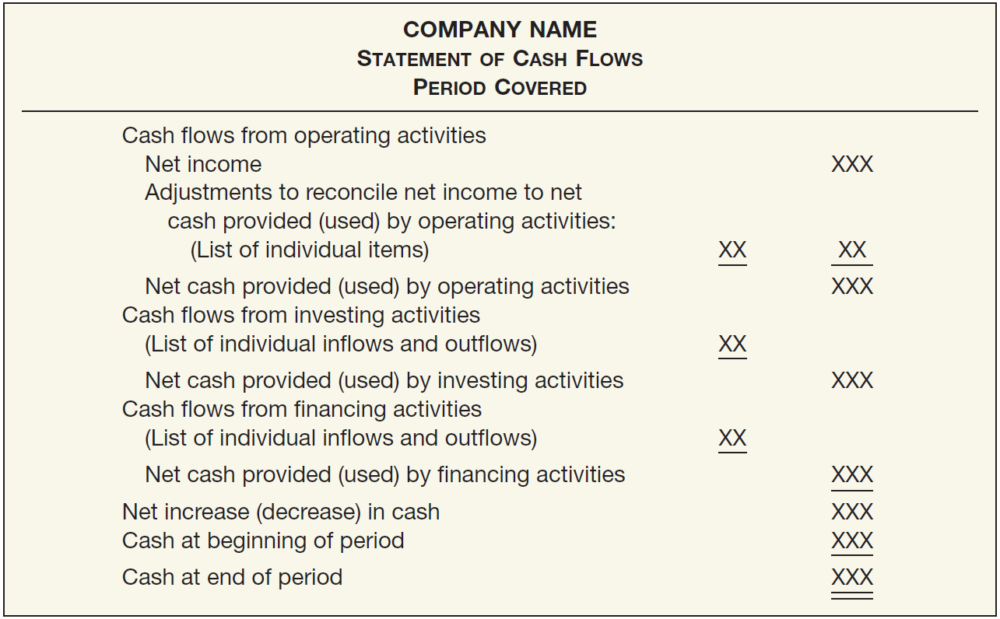 COMPANY NAME
STATEMENT OF CASH FLOWS
PERIOD COVERED
Cash flows from operating activities
Net income XXX
Adjustments to reconcile net income to net
cash provided (used) by operating activities:
(List of individual items) XX XX
Net cash provided (used) by operating activities XXX
Cash flows from investing activities
(List of individual inflows and outflows) XX
Net cash provided (used) by investing activities XXX
Cash flows from financing activities
(List of individual inflows and outflows) XX
Net cash provided (used) by financing activities XXX
Net increase (decrease) in cash XXX
Cash at beginning of period XXX
Cash at end of period XXX